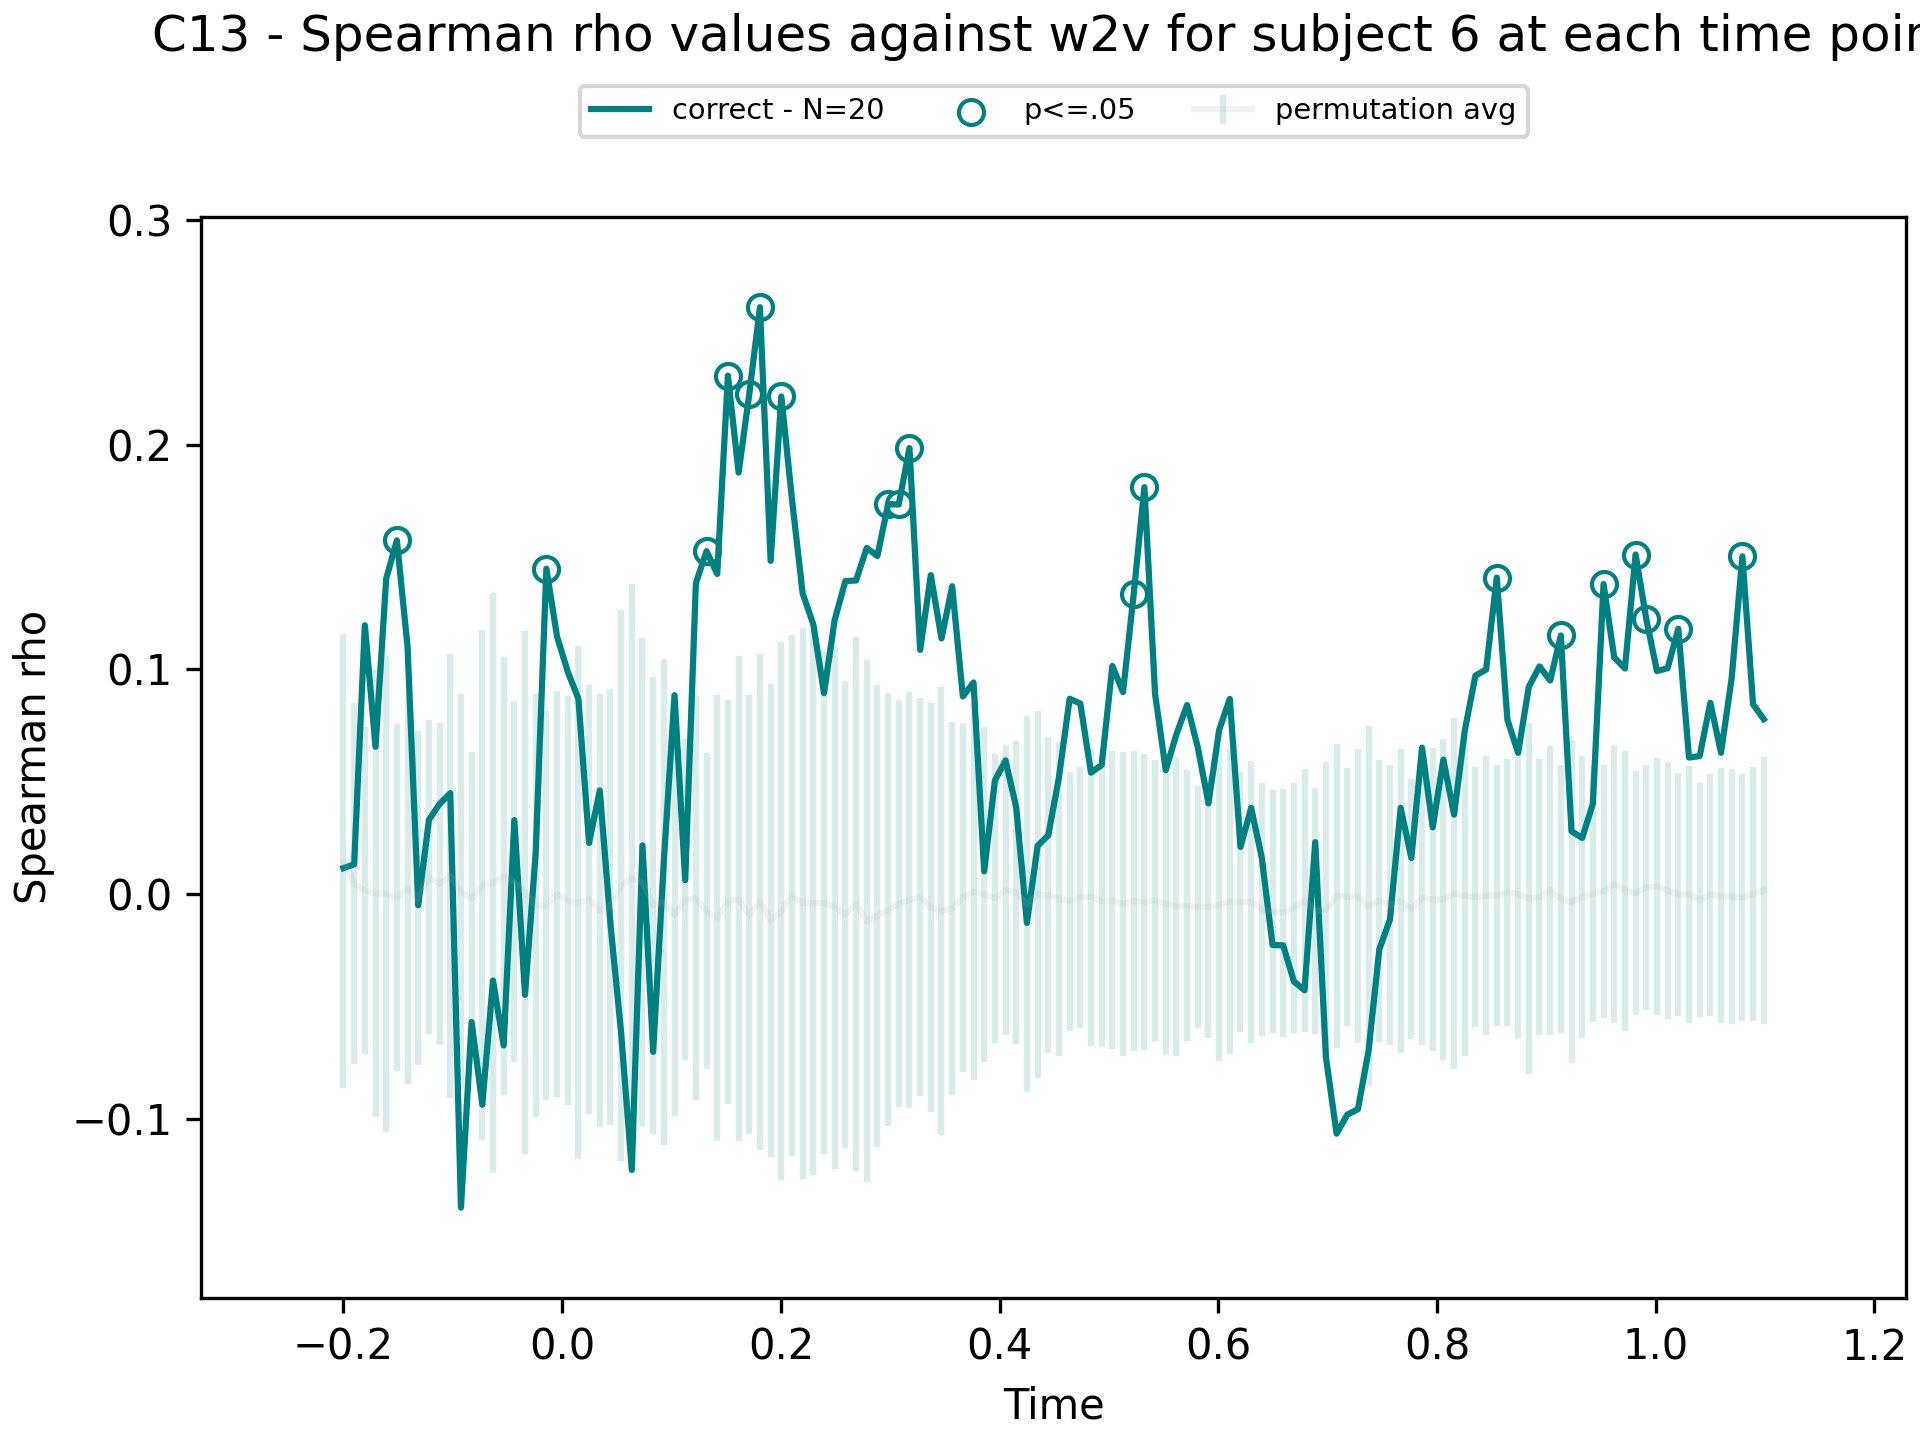 C13 - Spearman rho values against w2v for subject 6 at each time poin
correct - N=20 p<=.05 permutation avg
Spearman rho
0.3
0.2
0.1
0.0
−0.1
−0.2 0.0 0.2 0.4 0.6 0.8 1.0 1.2
Time